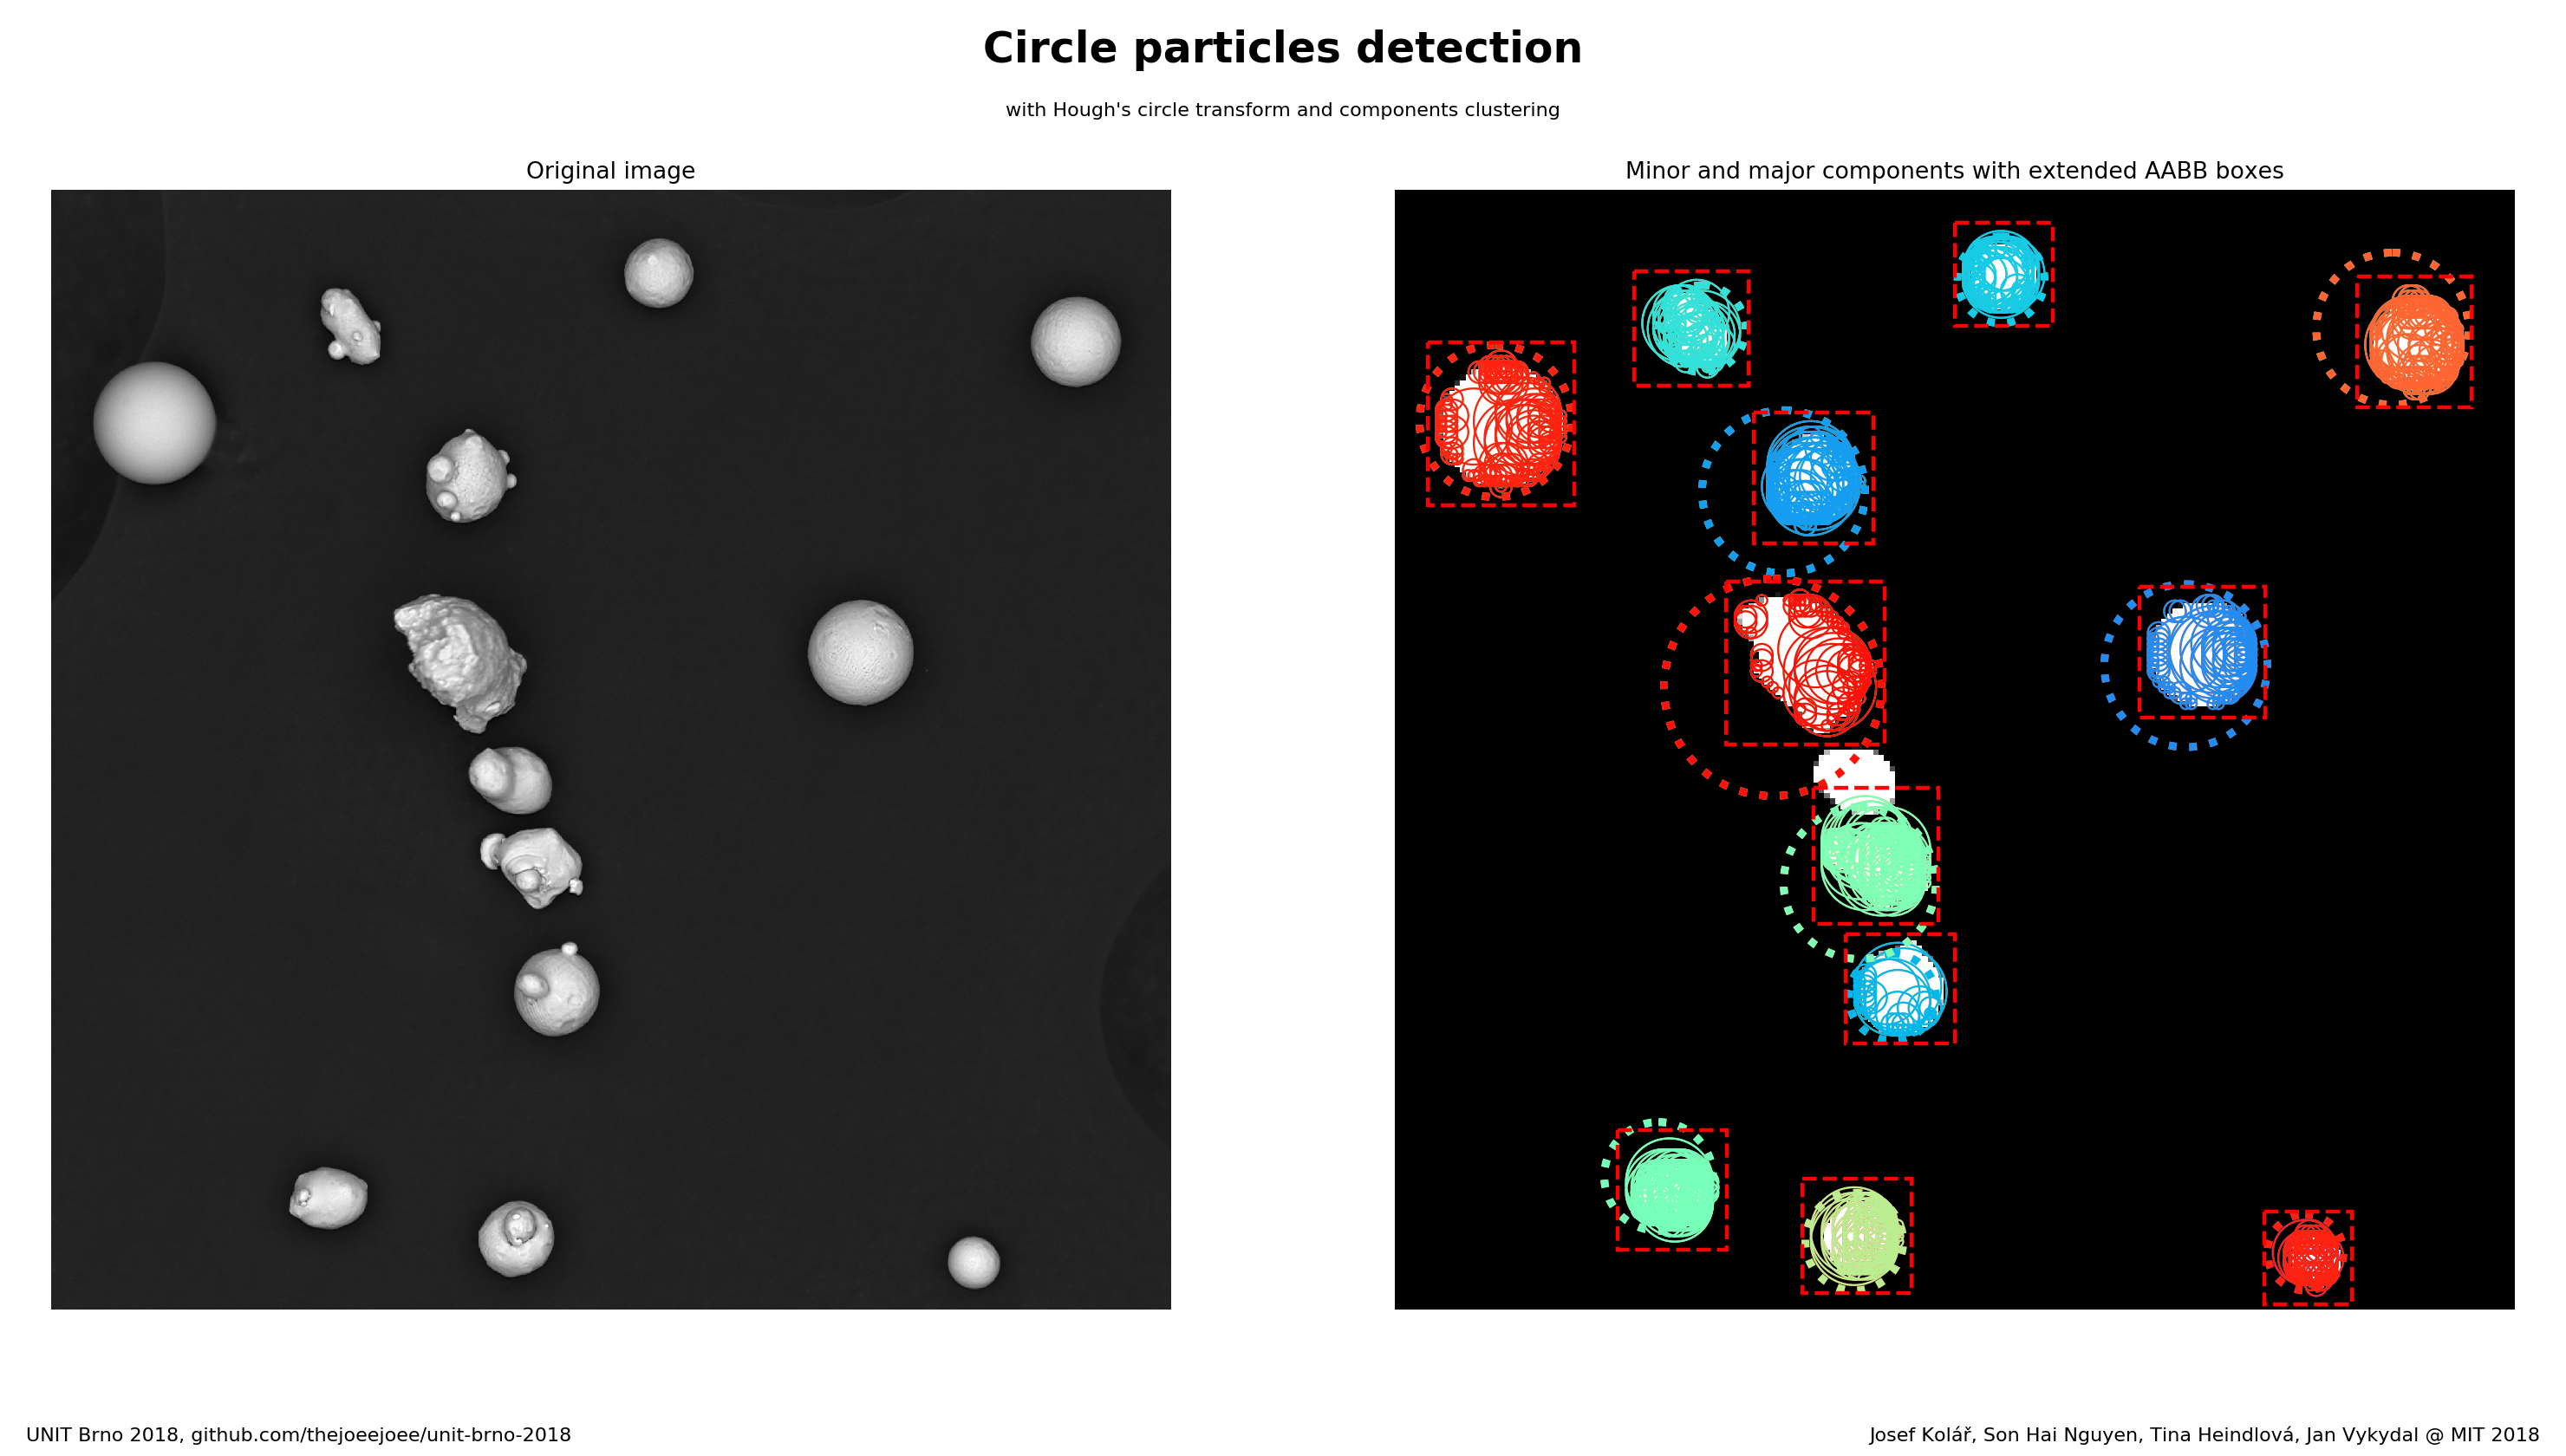 Circle particles detection
with Hough's circle transform and components clustering
Original image
Minor and major components with extended AABB boxes
UNIT Brno 2018, github.com/thejoeejoee/unit-brno-2018
Josef Kolář, Son Hai Nguyen, Tina Heindlová, Jan Vykydal @ MIT 2018